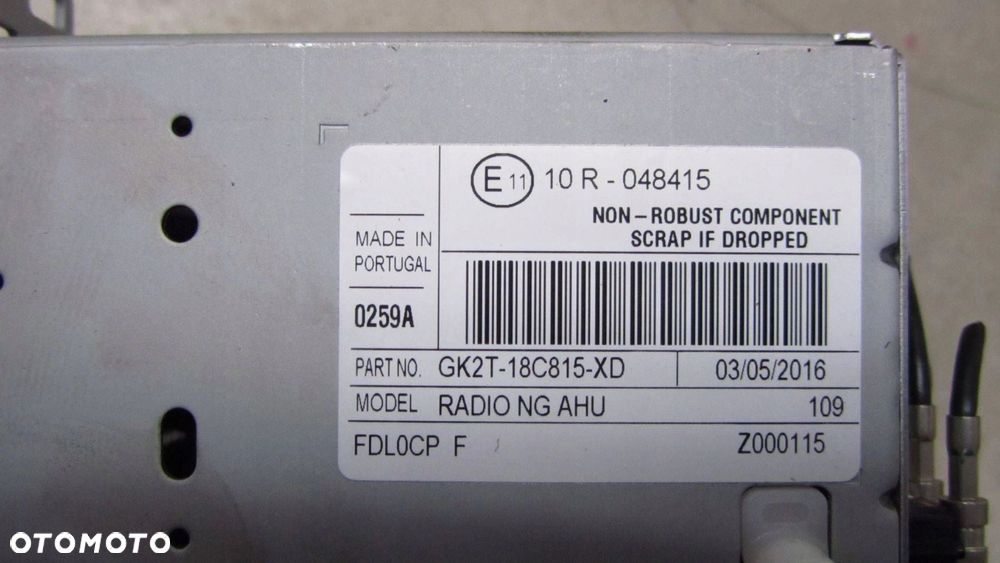 E 11 10 R - 048415
NON-ROBUST COMPONENT
SCRAP IF DROPPED
MADE IN
PORTUGAL
0259A
PART NO. GK2T-18C815-XD 03/05/2016
MODEL RADIO NG AHU 109
FDL0CP F Z000115
OTOMOTO